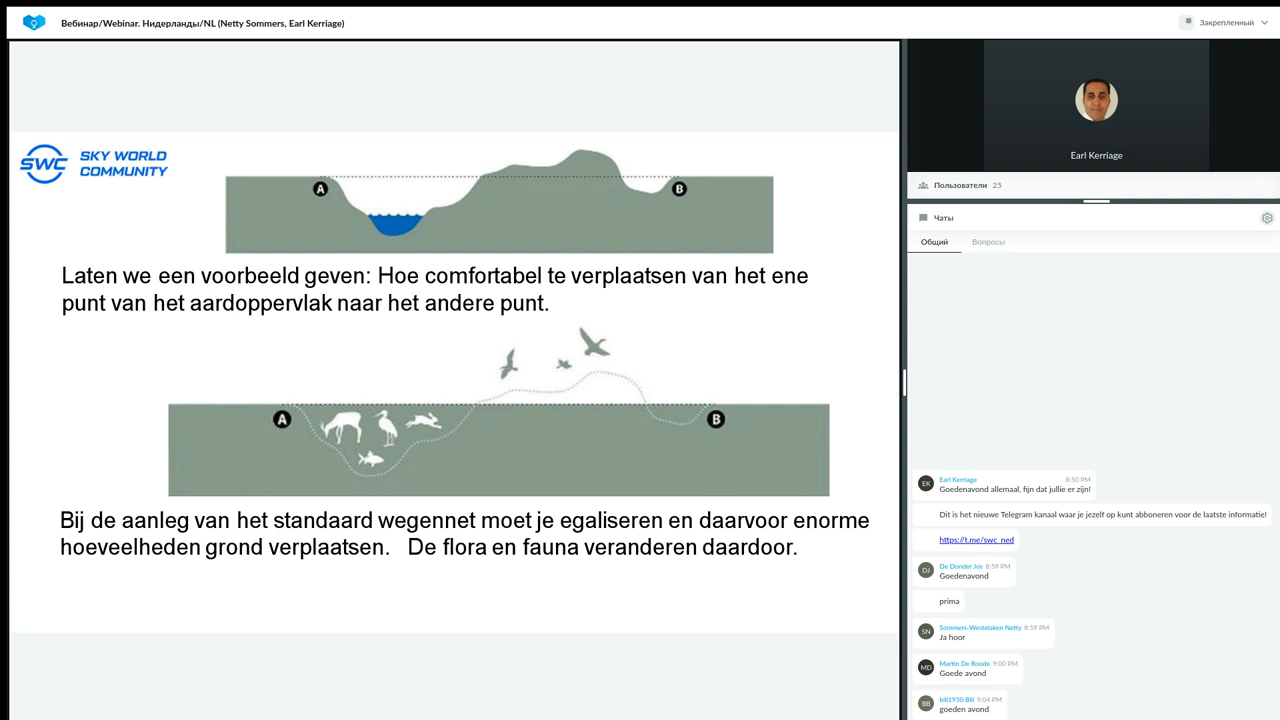 Вебинар/Webinar. Нидерланды/NL (Netty Sommers, Earl Kerriage)
Закрепленный
SWC
SKY WORLD
COMMUNITY
A
B
Laten we een voorbeeld geven: Hoe comfortabel te verplaatsen van het ene
punt van het aardoppervlak naar het andere punt.
A
B
Bij de aanleg van het standaard wegennet moet je egaliseren en daarvoor enorme
hoeveelheden grond verplaatsen. De flora en fauna veranderen daardoor.
Earl Kerriage
Пользователи 25
Чаты
Общий Вопросы
EK
Earl Kerriage 8:50 PM
Goedenavond allemaal, fijn dat jullie er zijn!
Dit is het nieuwe Telegram kanaal waar je jezelf op kunt abboneren voor de laatste informatie!
https://t.me/swc_ned
DJ
De Donder Jos 8:59 PM
Goedenavond
prima
SN
Sommers-Westelaken Netty 8:59 PM
Ja hoor
MD
Martin De Roode 9:00 PM
Goede avond
BB
bill1950 Bill 9:04 PM
goeden avond